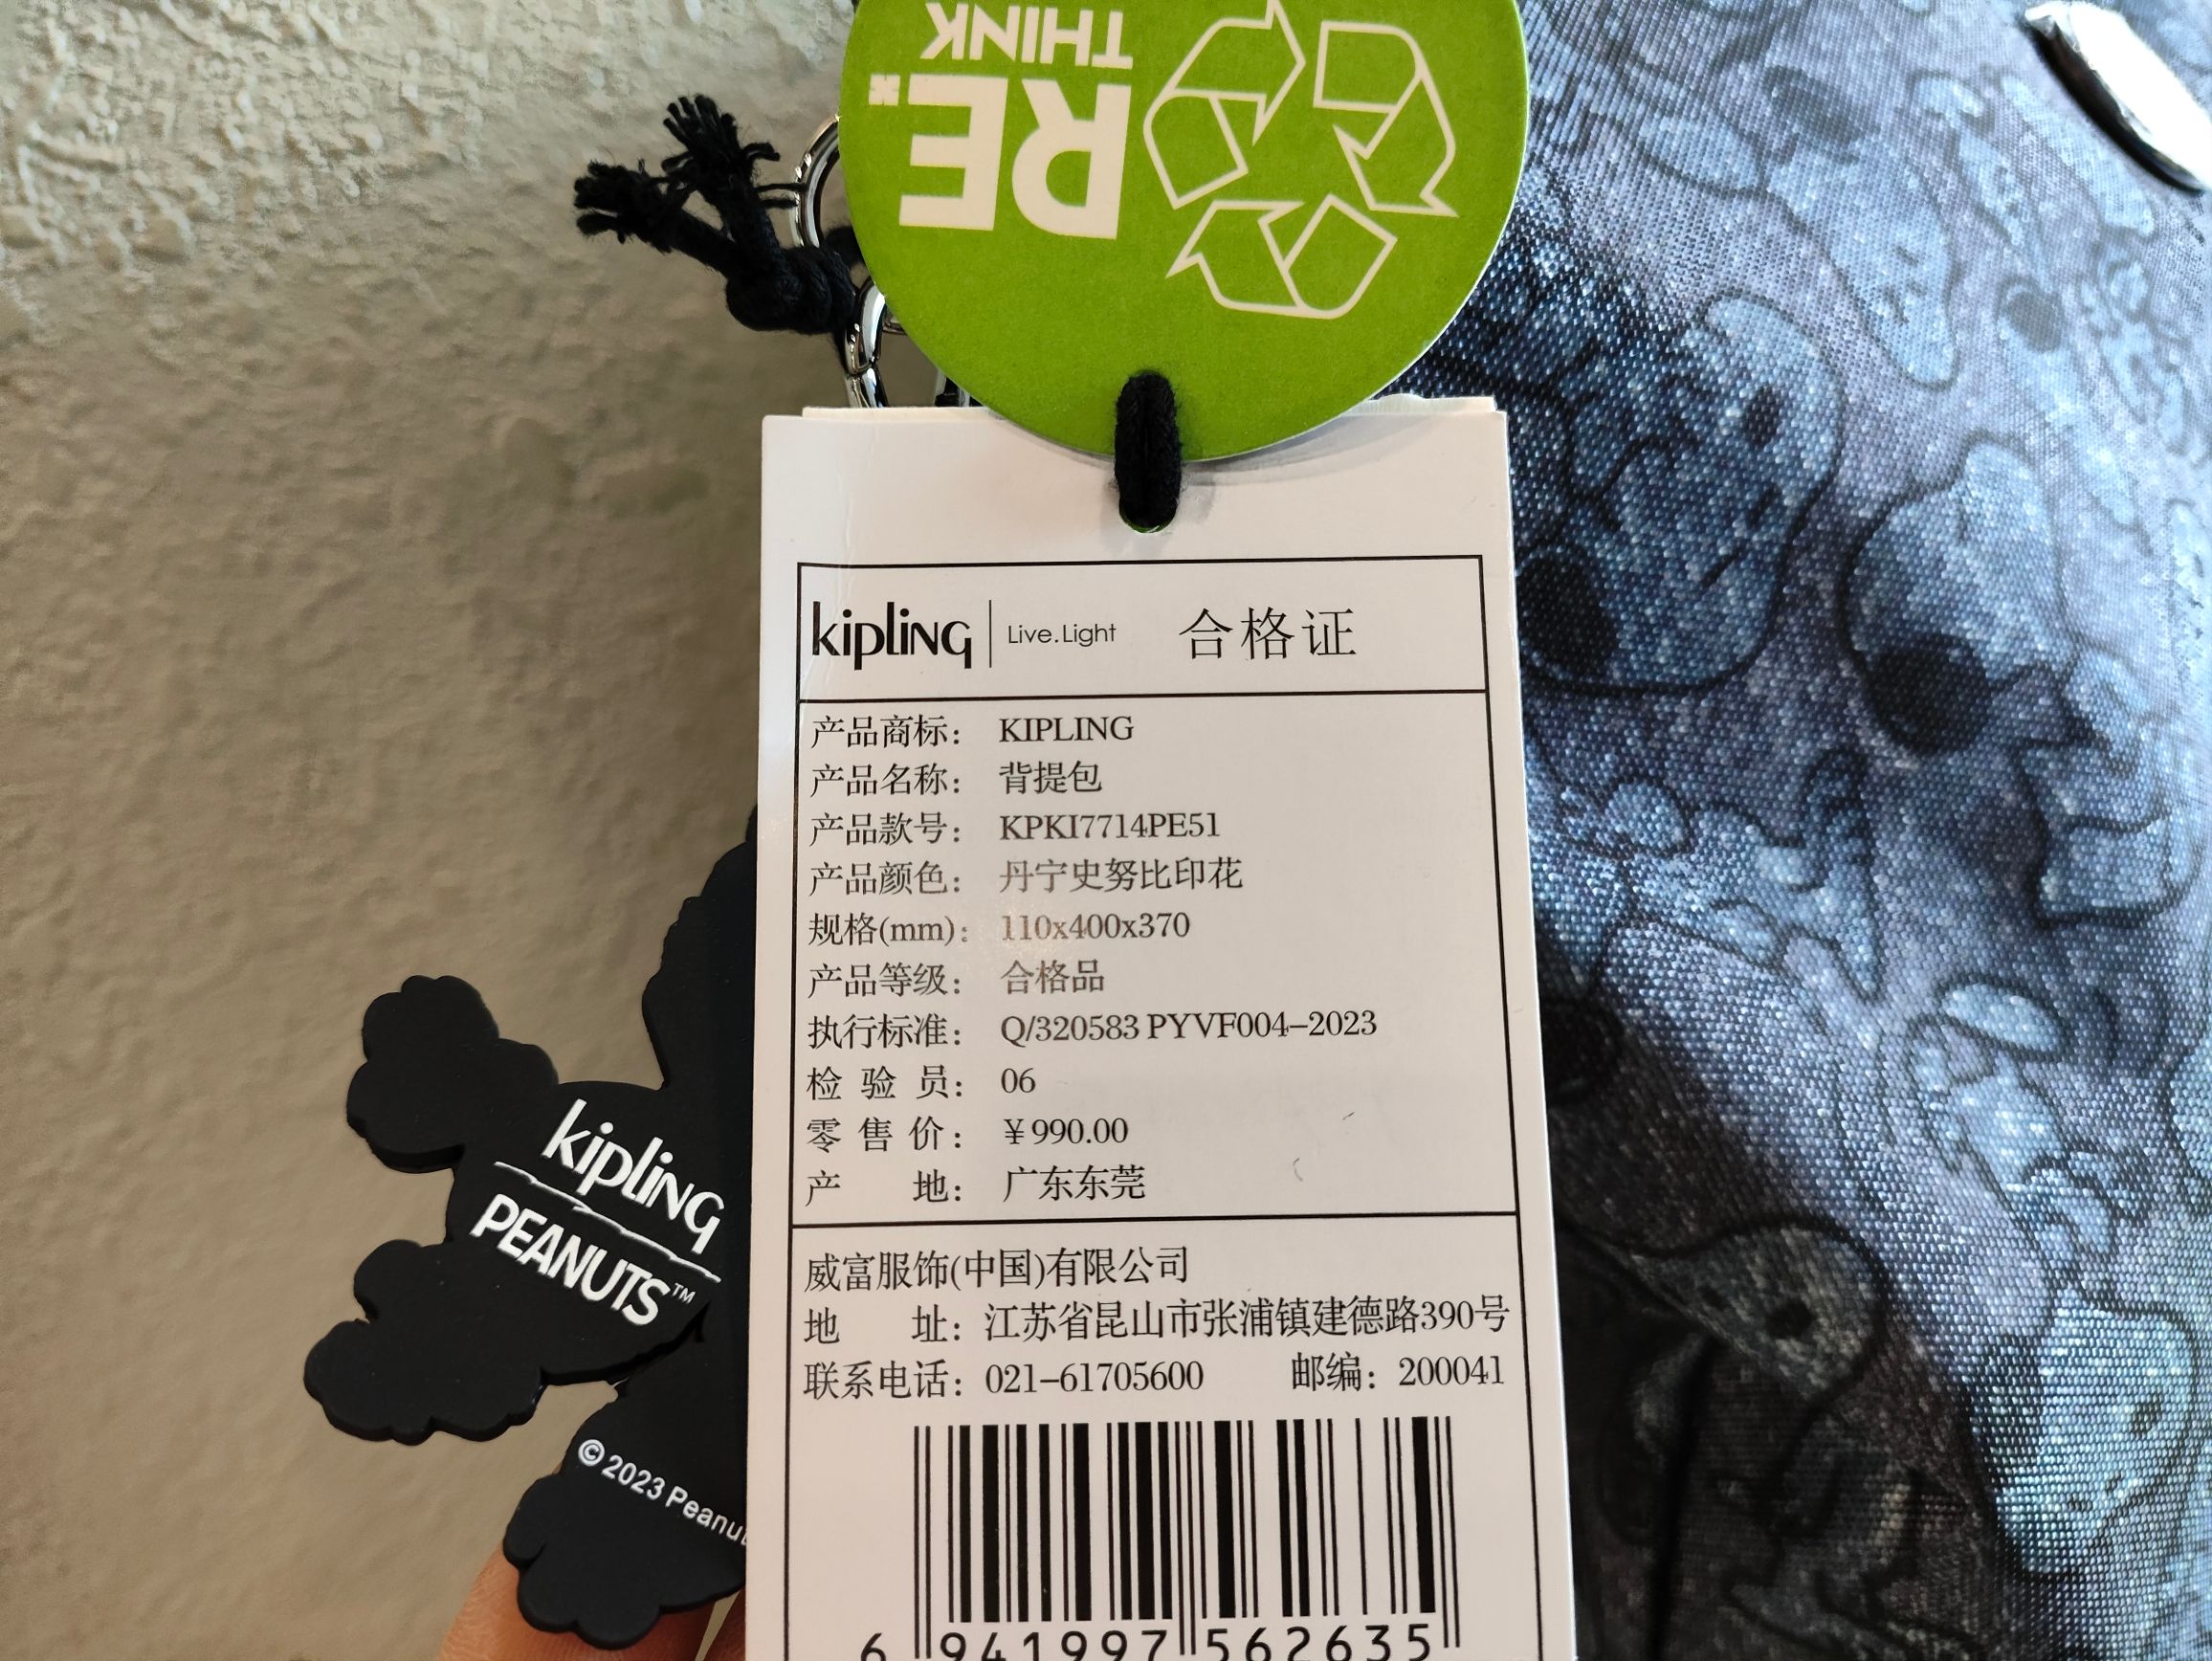 RE
THINK
kipling | Live.Light 合格证
产品商标: KIPLING
产品名称: 背提包
产品款号: KPKI7714PE51
产品颜色: 丹宁史努比印花
规格(mm): 110x400x370
产品等级: 合格品
执行标准: Q/320583 PYVF004-2023
检 验 员: 06
零 售 价: ¥990.00
产 地: 广东东莞
威富服饰(中国)有限公司
地 址: 江苏省昆山市张浦镇建德路390号
联系电话: 021-61705600 邮编: 200041
6 941997 562635
kipling
PEANUTS™
© 2023 Peanu